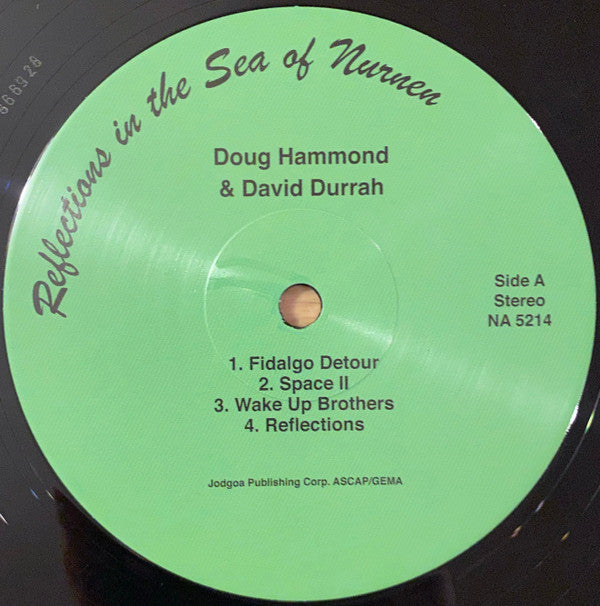 Reflections in the Sea of Nurnen
Doug Hammond
& David Durrah
Side A
Stereo
NA 5214
1. Fidalgo Detour
2. Space II
3. Wake Up Brothers
4. Reflections
Jodgoa Publishing Corp. ASCAP/GEMA